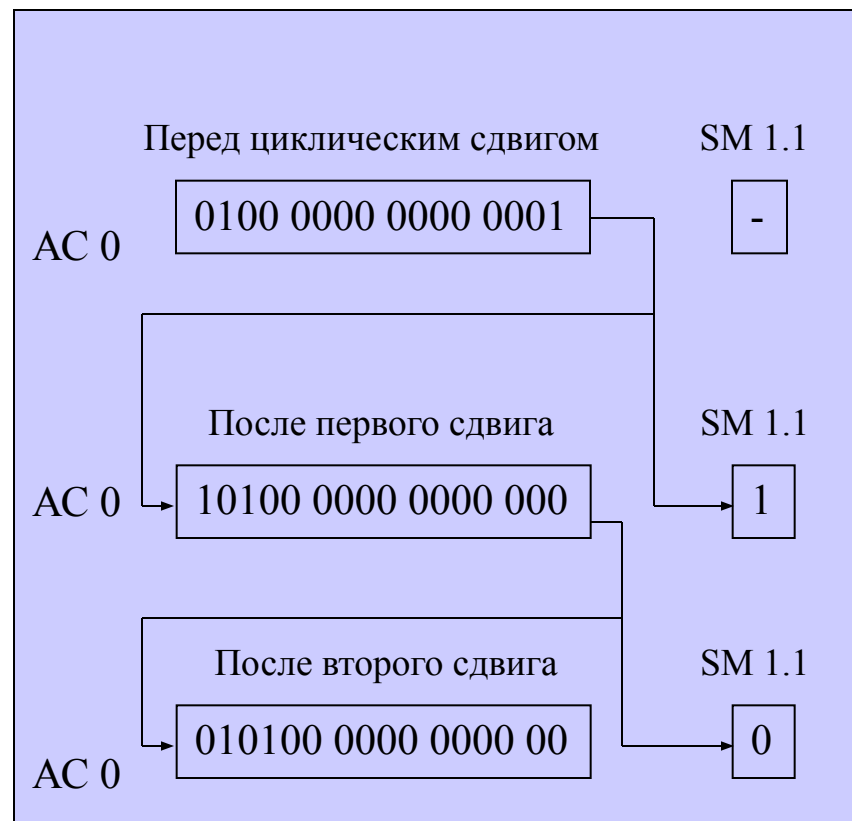 Перед циклическим сдвигом SM 1.1
0100 0000 0000 0001 -
AC 0
После первого сдвига SM 1.1
AC 0 10100 0000 0000 000 1
После второго сдвига SM 1.1
010100 0000 0000 00 0
AC 0